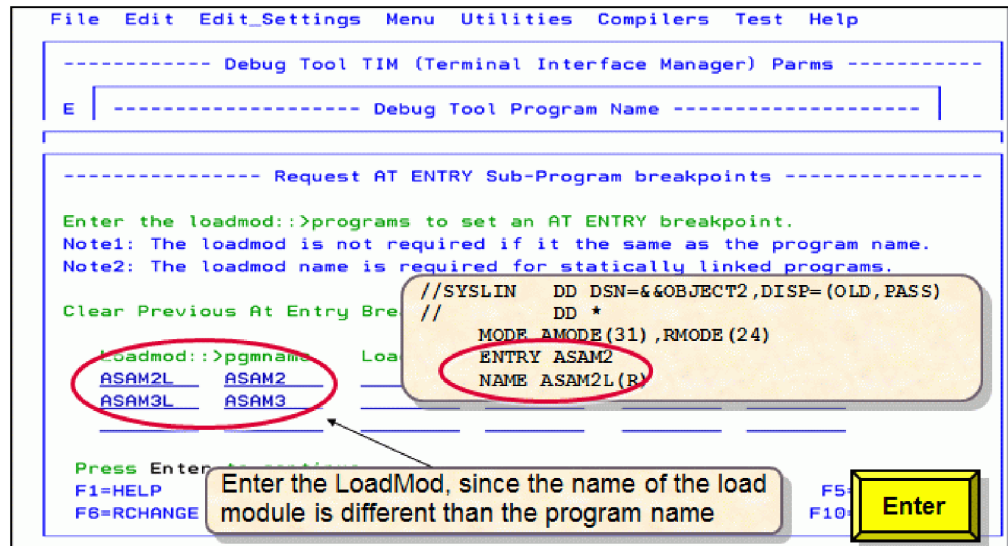 File Edit Edit_Settings Menu Utilities Compilers Test Help
------------ Debug Tool TIM (Terminal Interface Manager) Parms -----------
E -------------------- Debug Tool Program Name --------------------
---------------- Request AT ENTRY Sub-Program breakpoints ----------------
Enter the loadmod::>programs to set an AT ENTRY breakpoint.
Note1: The loadmod is not required if it the same as the program name.
Note2: The loadmod name is required for statically linked programs.
Clear Previous At Entry
//SYSLIN DD DSN=&&OBJECT2,DISP=(OLD,PASS)
// DD *
MODE AMODE(31),RMODE(24)
ENTRY ASAM2
NAME ASAM2L(R)
Loadmod::>pgmname
ASAM2L ASAM2
ASAM3L ASAM3
Press Enter to continue
Enter the LoadMod, since the name of the load
module is different than the program name
F1=HELP
F6=RCHANGE
Enter